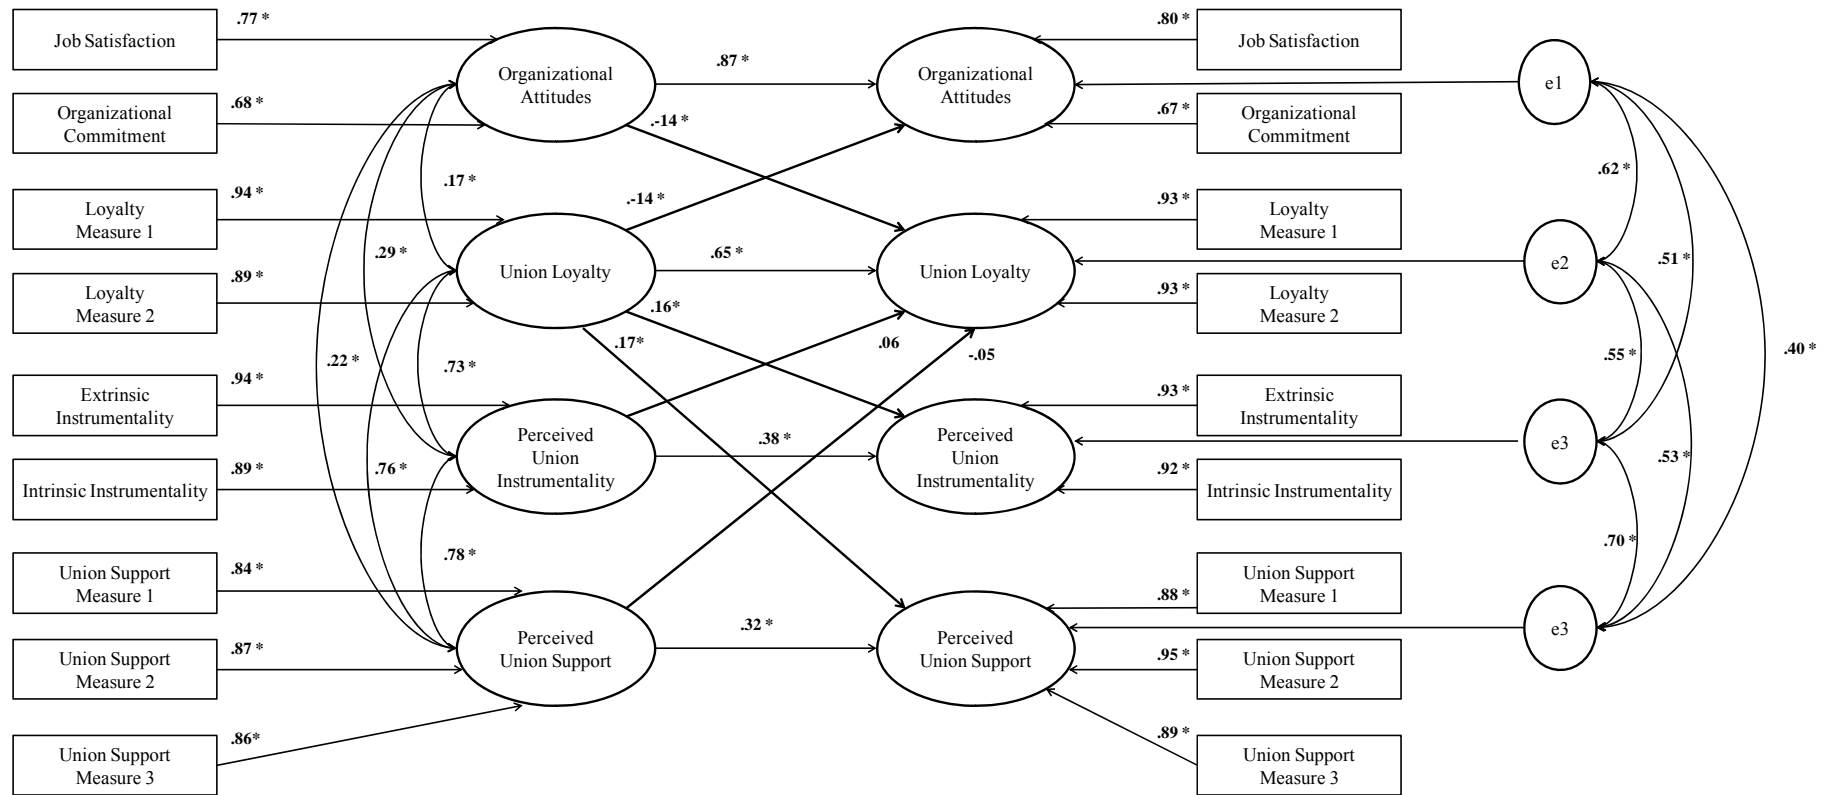 .77 *
Job Satisfaction
.68 *
Organizational
Commitment
.94 *
Loyalty
Measure 1
.89 *
Loyalty
Measure 2
.94 *
Extrinsic
Instrumentality
.89 *
Intrinsic Instrumentality
.84 *
Union Support
Measure 1
.87 *
Union Support
Measure 2
.86*
Union Support
Measure 3
.17 *
.29 *
.22 *
.73 *
.76 *
.78 *
Organizational
Attitudes
Union Loyalty
Perceived
Union
Instrumentality
Perceived
Union Support
.87 *
.-14 *
.-14 *
.65 *
.16*
.17*
.06
-.05
.38 *
.32 *
Organizational
Attitudes
Union Loyalty
Perceived
Union
Instrumentality
Perceived
Union Support
.80 *
Job Satisfaction
.67 *
Organizational
Commitment
.93 *
Loyalty
Measure 1
.93 *
Loyalty
Measure 2
.93 *
Extrinsic
Instrumentality
.92 *
Intrinsic Instrumentality
.88 *
Union Support
Measure 1
.95 *
Union Support
Measure 2
.89 *
Union Support
Measure 3
e1
e2
e3
e3
.62 *
.51 *
.55 *
.40 *
.53 *
.70 *